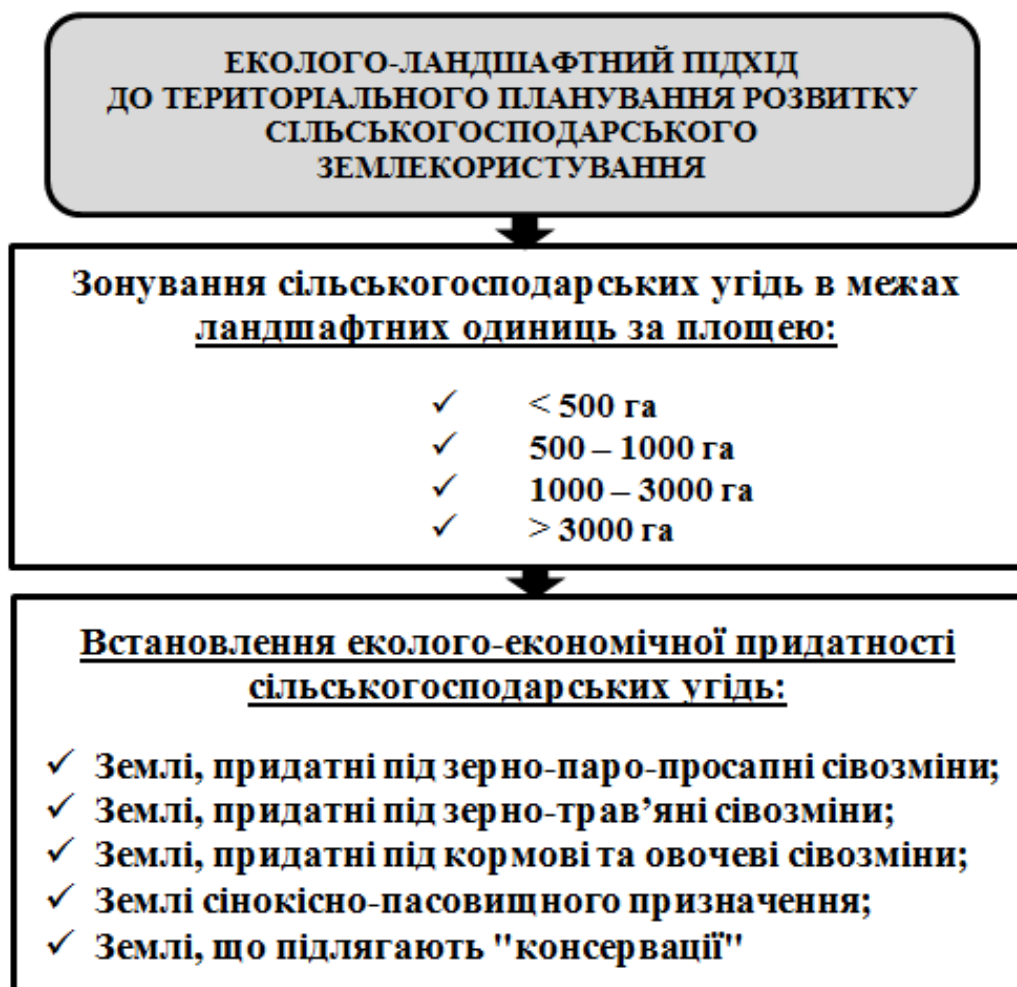 ЕКОЛОГО-ЛАНДШАФТНИЙ ПІДХІД
ДО ТЕРИТОРІАЛЬНОГО ПЛАНУВАННЯ РОЗВИТКУ
СІЛЬСЬКОГОСПОДАРСЬКОГО
ЗЕМЛЕКОРИСТУВАННЯ
Зонування сільськогосподарських угідь в межах
ландшафтних одиниць за площею:
✓ < 500 га
✓ 500 – 1000 га
✓ 1000 – 3000 га
✓ > 3000 га
Встановлення еколого-економічної придатності
сільськогосподарських угідь:
✓ Землі, придатні під зерно-паро-просапні сівозміни;
✓ Землі, придатні під зерно-трав’яні сівозміни;
✓ Землі, придатні під кормові та овочеві сівозміни;
✓ Землі сінокісно-пасовищного призначення;
✓ Землі, що підлягають "консервації"